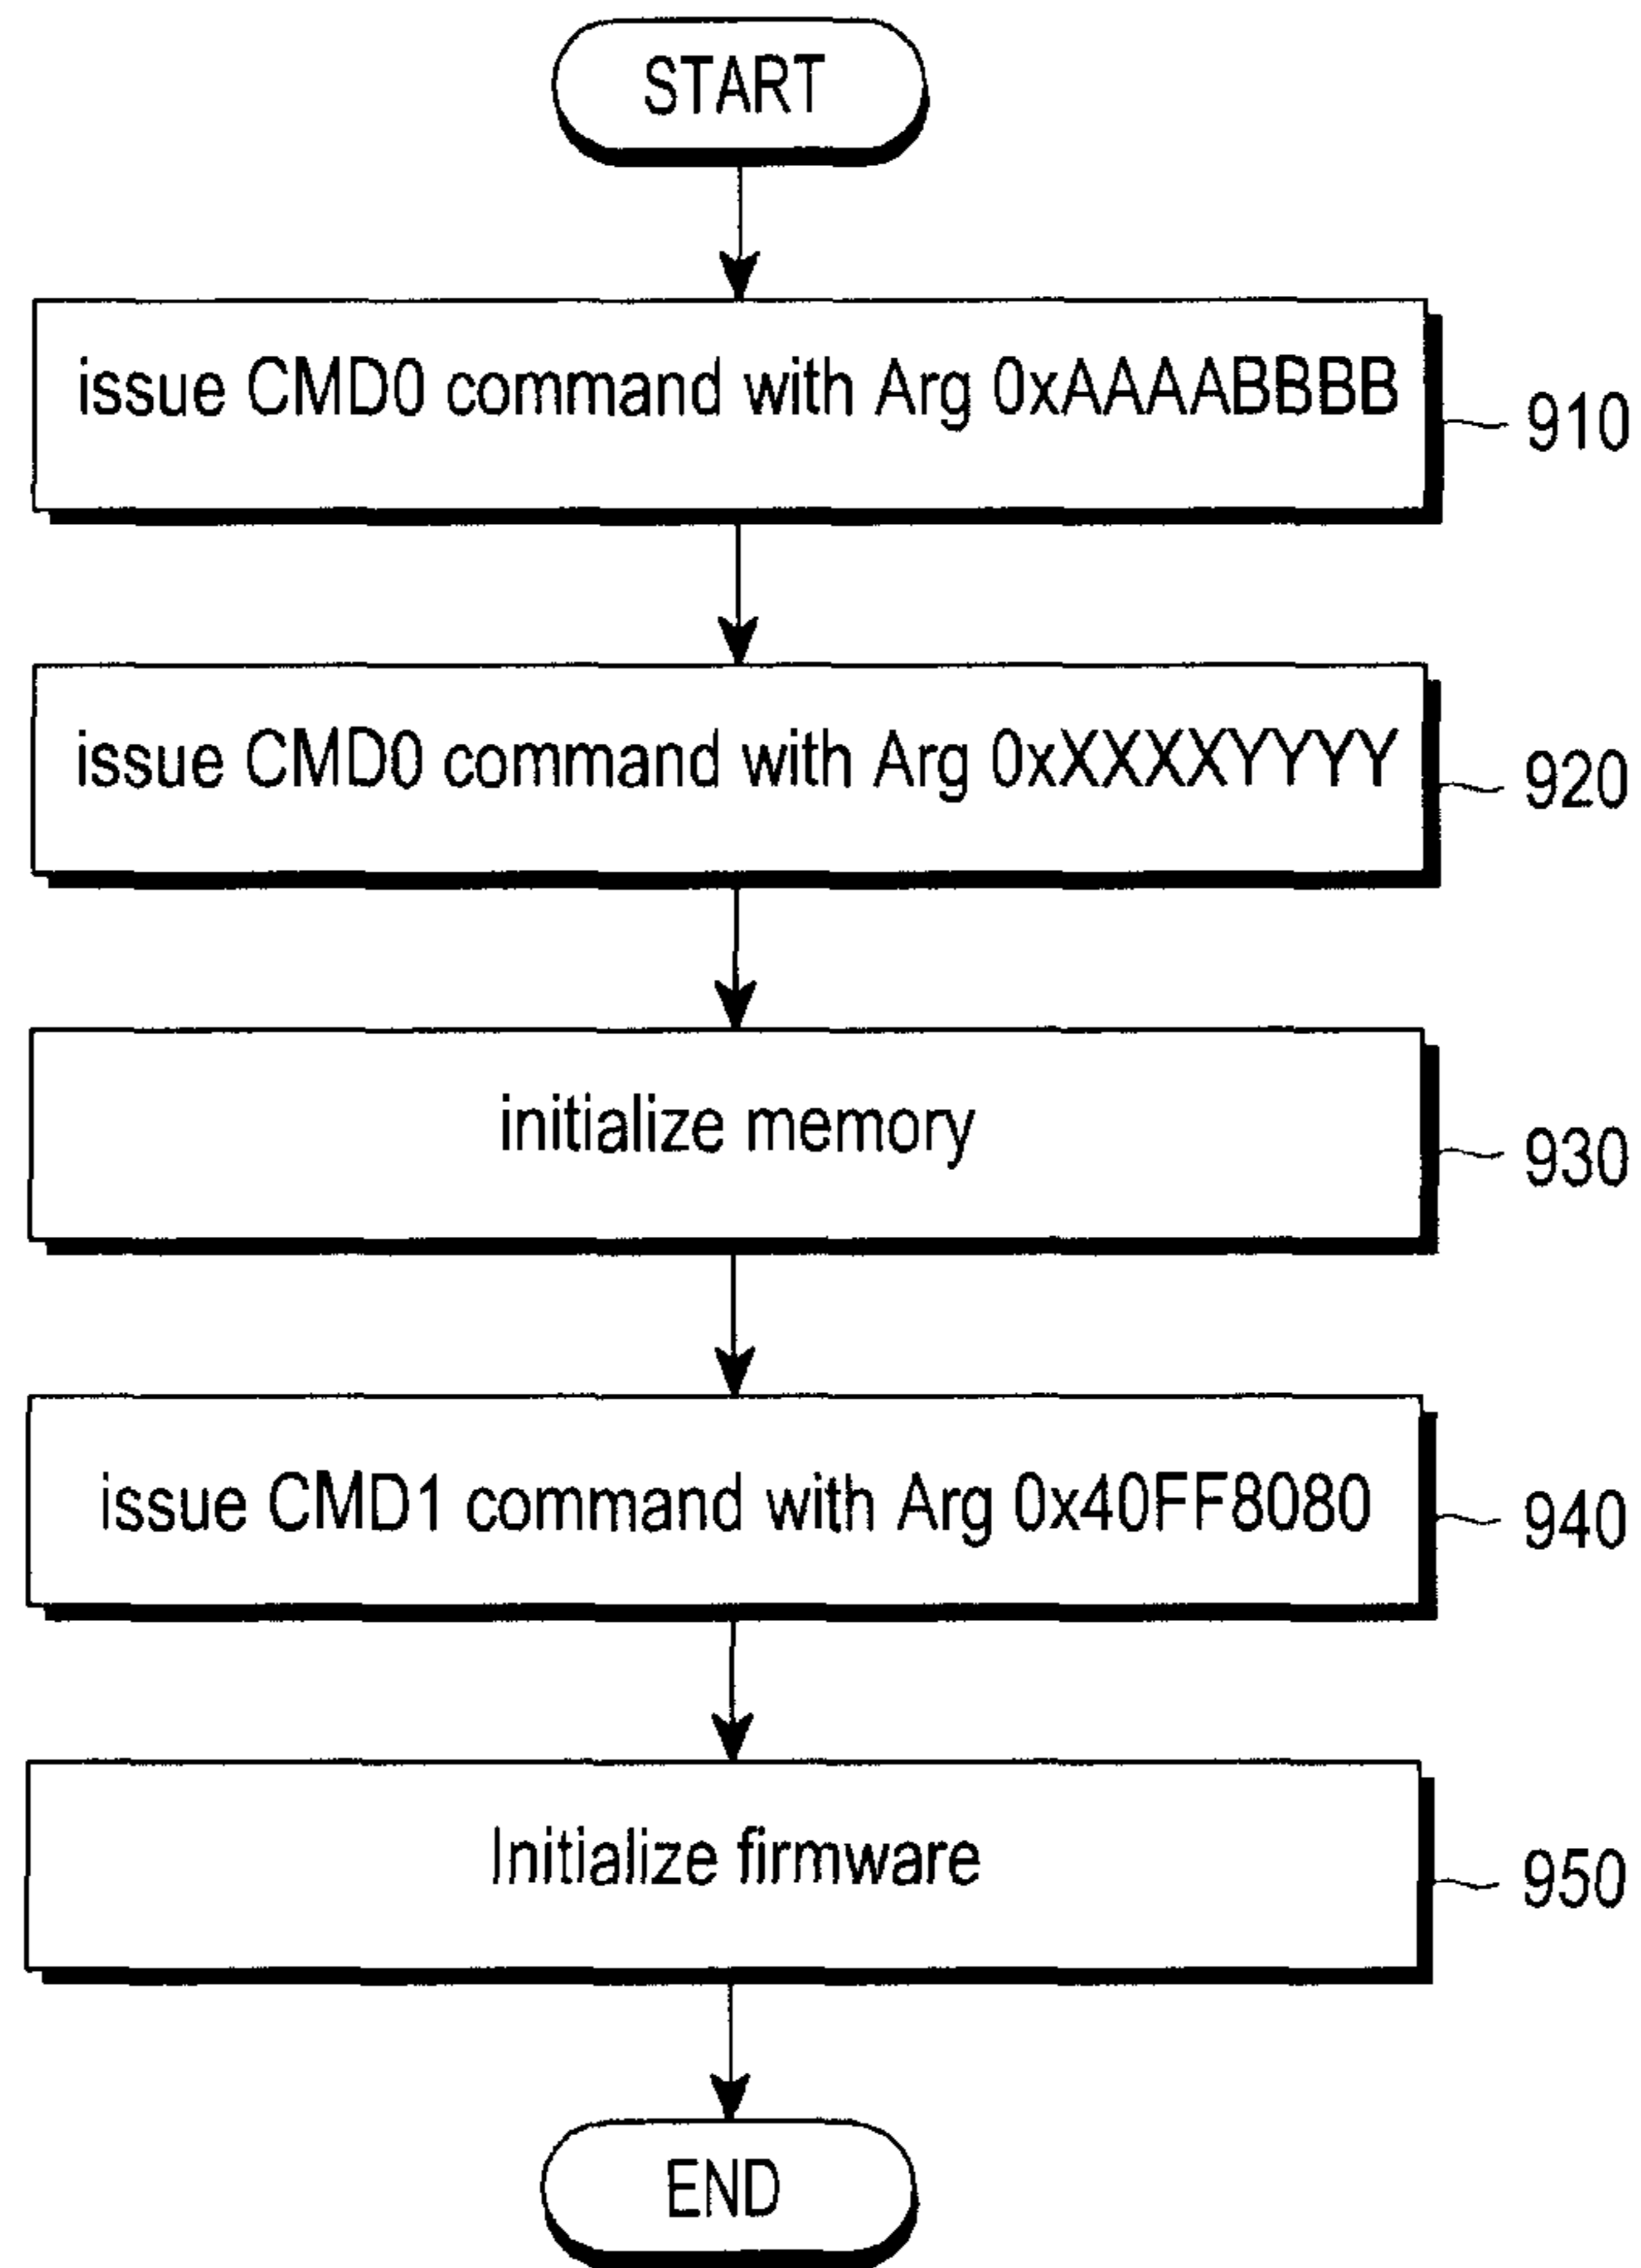 START
issue CMD0 command with Arg 0xAAAABBBB
910
issue CMD0 command with Arg 0xXXXXYYYY
920
initialize memory
930
issue CMD1 command with Arg 0x40FF8080
940
Initialize firmware
950
END